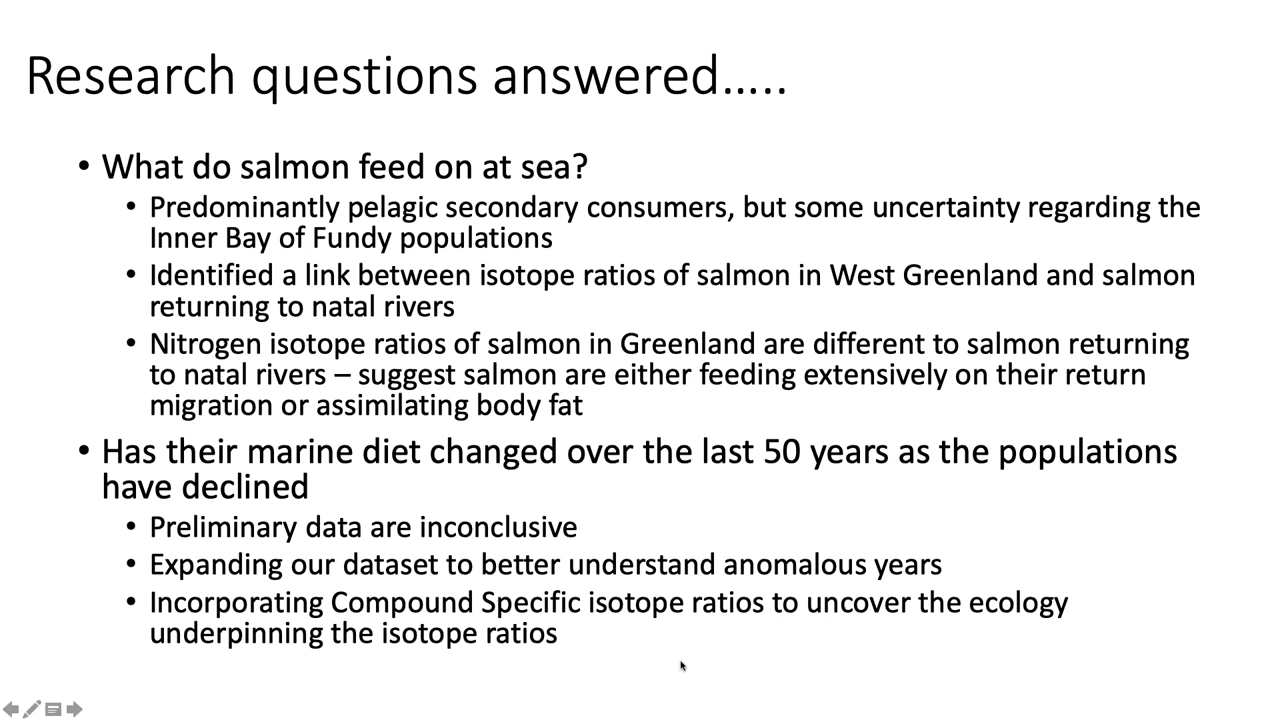 Research questions answered…..
• What do salmon feed on at sea?
• Predominantly pelagic secondary consumers, but some uncertainty regarding the
Inner Bay of Fundy populations
• Identified a link between isotope ratios of salmon in West Greenland and salmon
returning to natal rivers
• Nitrogen isotope ratios of salmon in Greenland are different to salmon returning
to natal rivers – suggest salmon are either feeding extensively on their return
migration or assimilating body fat
• Has their marine diet changed over the last 50 years as the populations
have declined
• Preliminary data are inconclusive
• Expanding our dataset to better understand anomalous years
• Incorporating Compound Specific isotope ratios to uncover the ecology
underpinning the isotope ratios